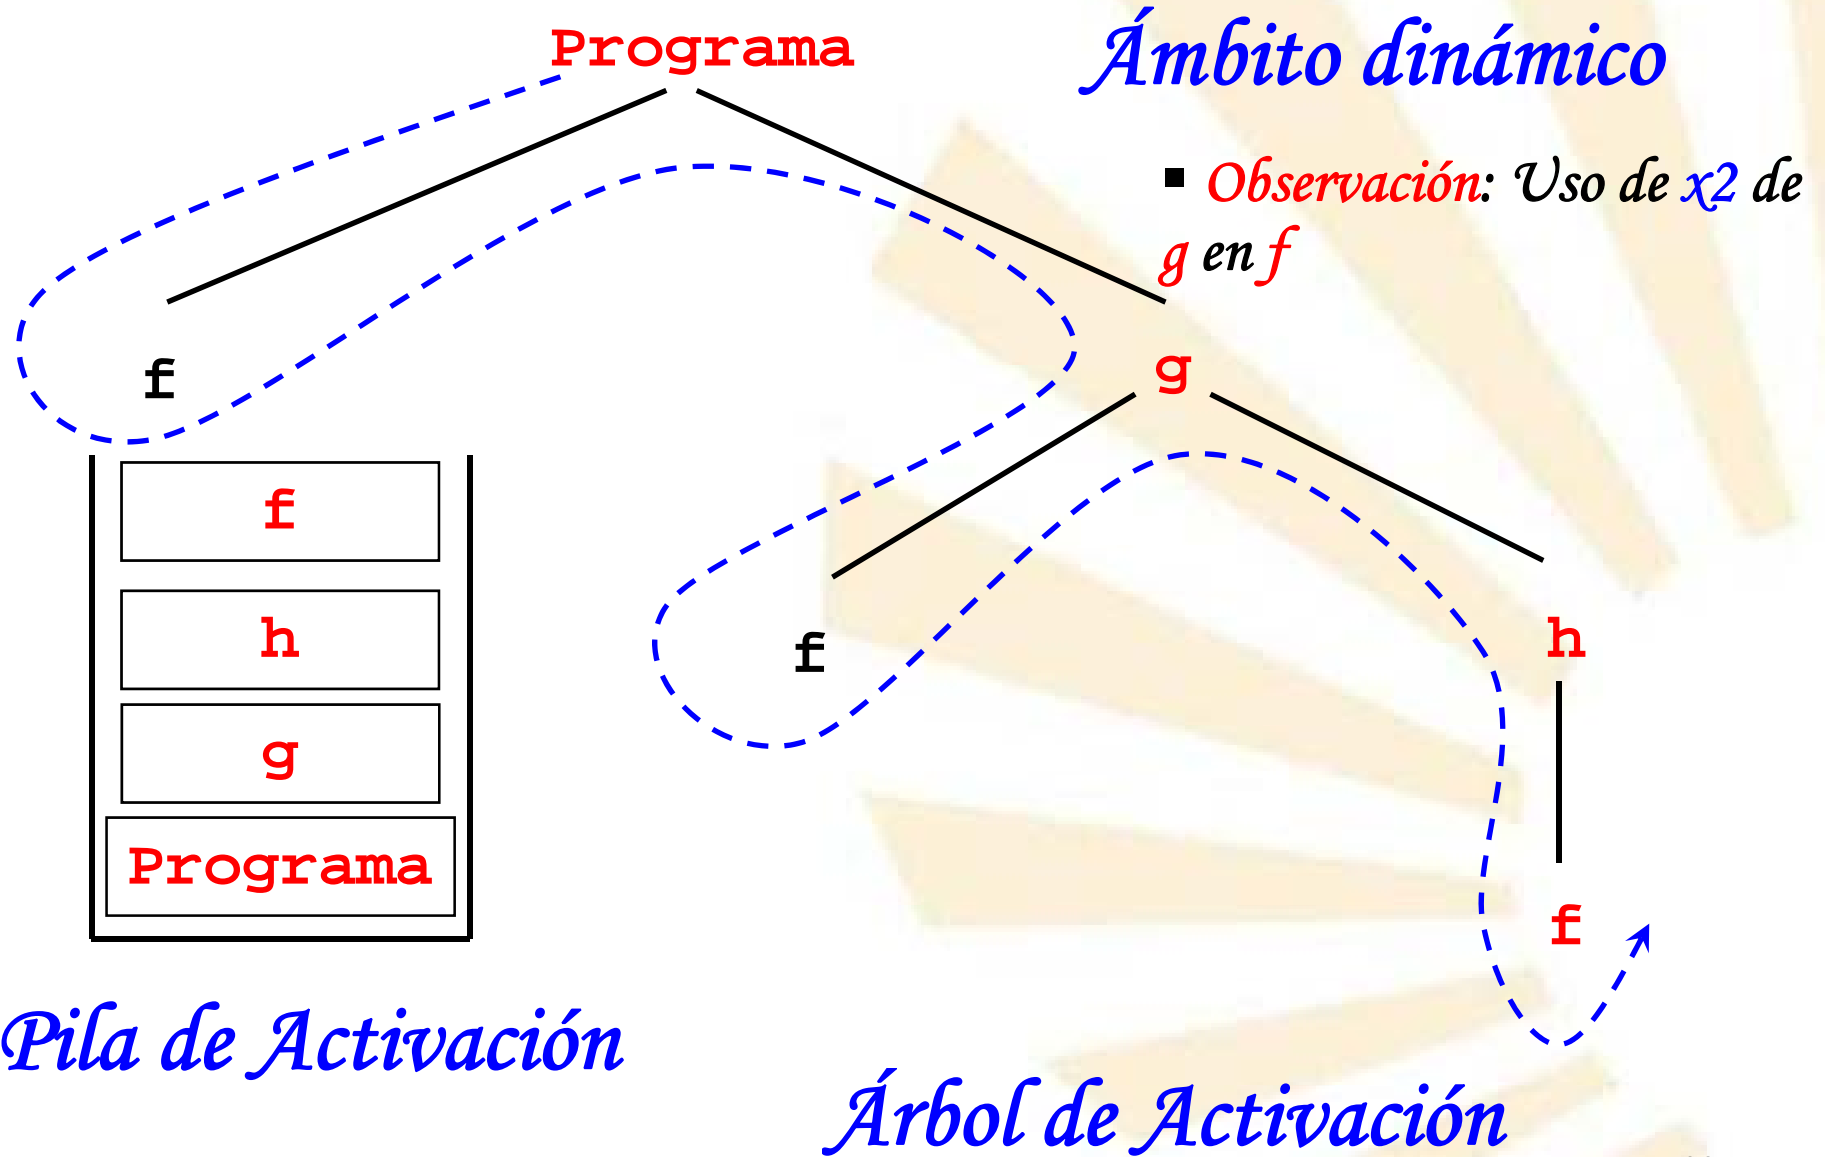 Programa
Ámbito dinámico
▪ Observación: Uso de x2 de
g en f
f
g
f
h
f
h
g
Programa
f
Pila de Activación
Árbol de Activación